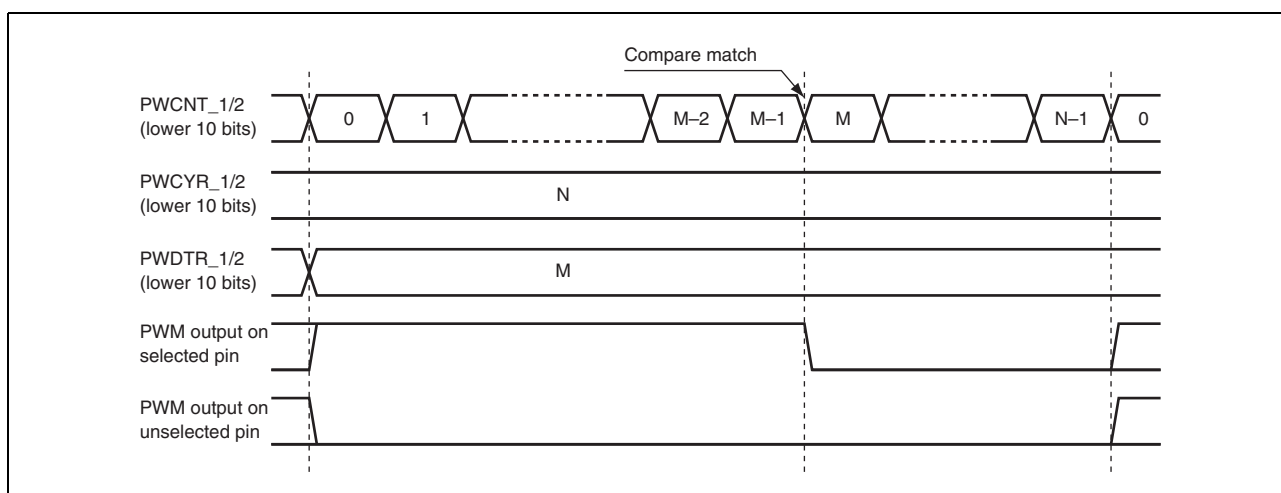 Compare match
PWCNT_1/2
(lower 10 bits)
0 1 M–2 M–1 M N–1 0
PWCYR_1/2
(lower 10 bits)
N
PWDTR_1/2
(lower 10 bits)
M
PWM output on
selected pin
PWM output on
unselected pin